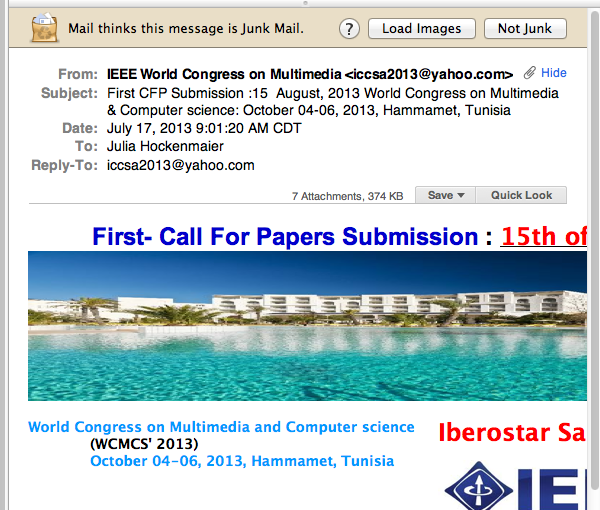 Mail thinks this message is Junk Mail. ? Load Images Not Junk
From: IEEE World Congress on Multimedia <iccsa2013@yahoo.com> Hide
Subject: First CFP Submission :15 August, 2013 World Congress on Multimedia
& Computer science: October 04-06, 2013, Hammamet, Tunisia
Date: July 17, 2013 9:01:20 AM CDT
To: Julia Hockenmaier
Reply-To: iccsa2013@yahoo.com
7 Attachments, 374 KB Save Quick Look
First- Call For Papers Submission : 15th of
World Congress on Multimedia and Computer science
(WCMCS' 2013)
October 04-06, 2013, Hammamet, Tunisia
Iberostar Sa